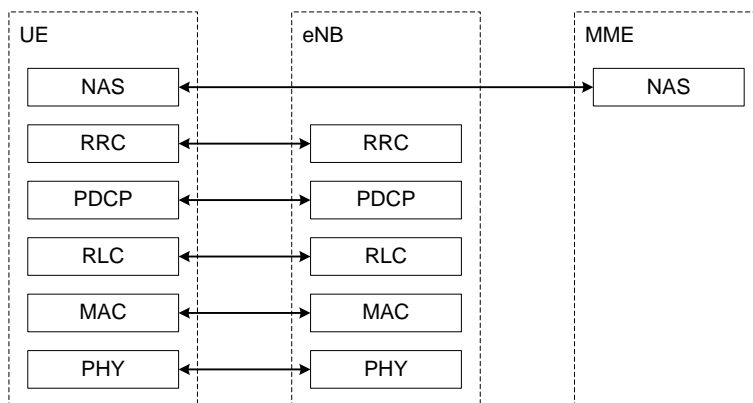 UE eNB MME
NAS NAS
RRC RRC
PDCP PDCP
RLC RLC
MAC MAC
PHY PHY